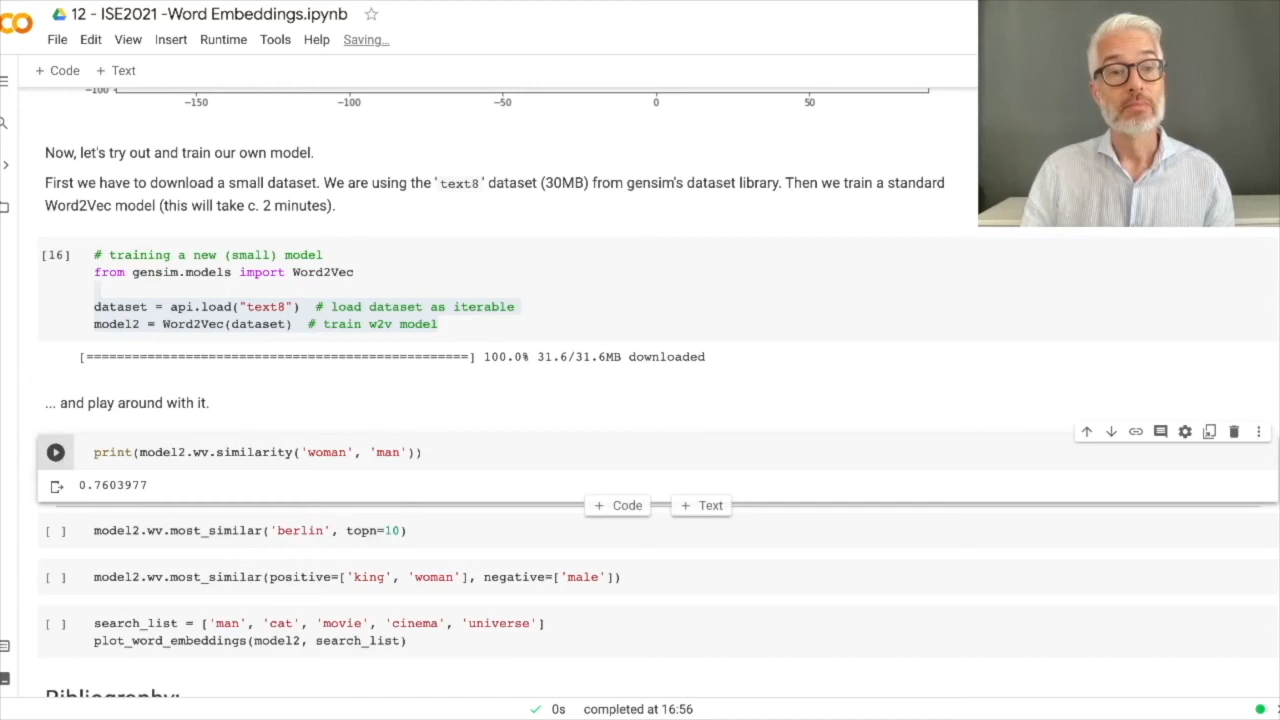 CO
12 - ISE2021 -Word Embeddings.ipynb
File Edit View Insert Runtime Tools Help Saving...
+ Code + Text
-100
-150 -100 -50 0 50
Now, let's try out and train our own model.
First we have to download a small dataset. We are using the 'text8' dataset (30MB) from gensim's dataset library. Then we train a standard
Word2Vec model (this will take c. 2 minutes).
[16] # training a new (small) model
from gensim.models import Word2Vec
dataset = api.load("text8") # load dataset as iterable
model2 = Word2Vec(dataset) # train w2v model
[==================================================] 100.0% 31.6/31.6MB downloaded
... and play around with it.
print(model2.wv.similarity('woman', 'man'))
0.7603977
+ Code + Text
[ ] model2.wv.most_similar('berlin', topn=10)
[ ] model2.wv.most_similar(positive=['king', 'woman'], negative=['male'])
[ ] search_list = ['man', 'cat', 'movie', 'cinema', 'universe']
plot_word_embeddings(model2, search_list)
Bibliography:
0s completed at 16:56